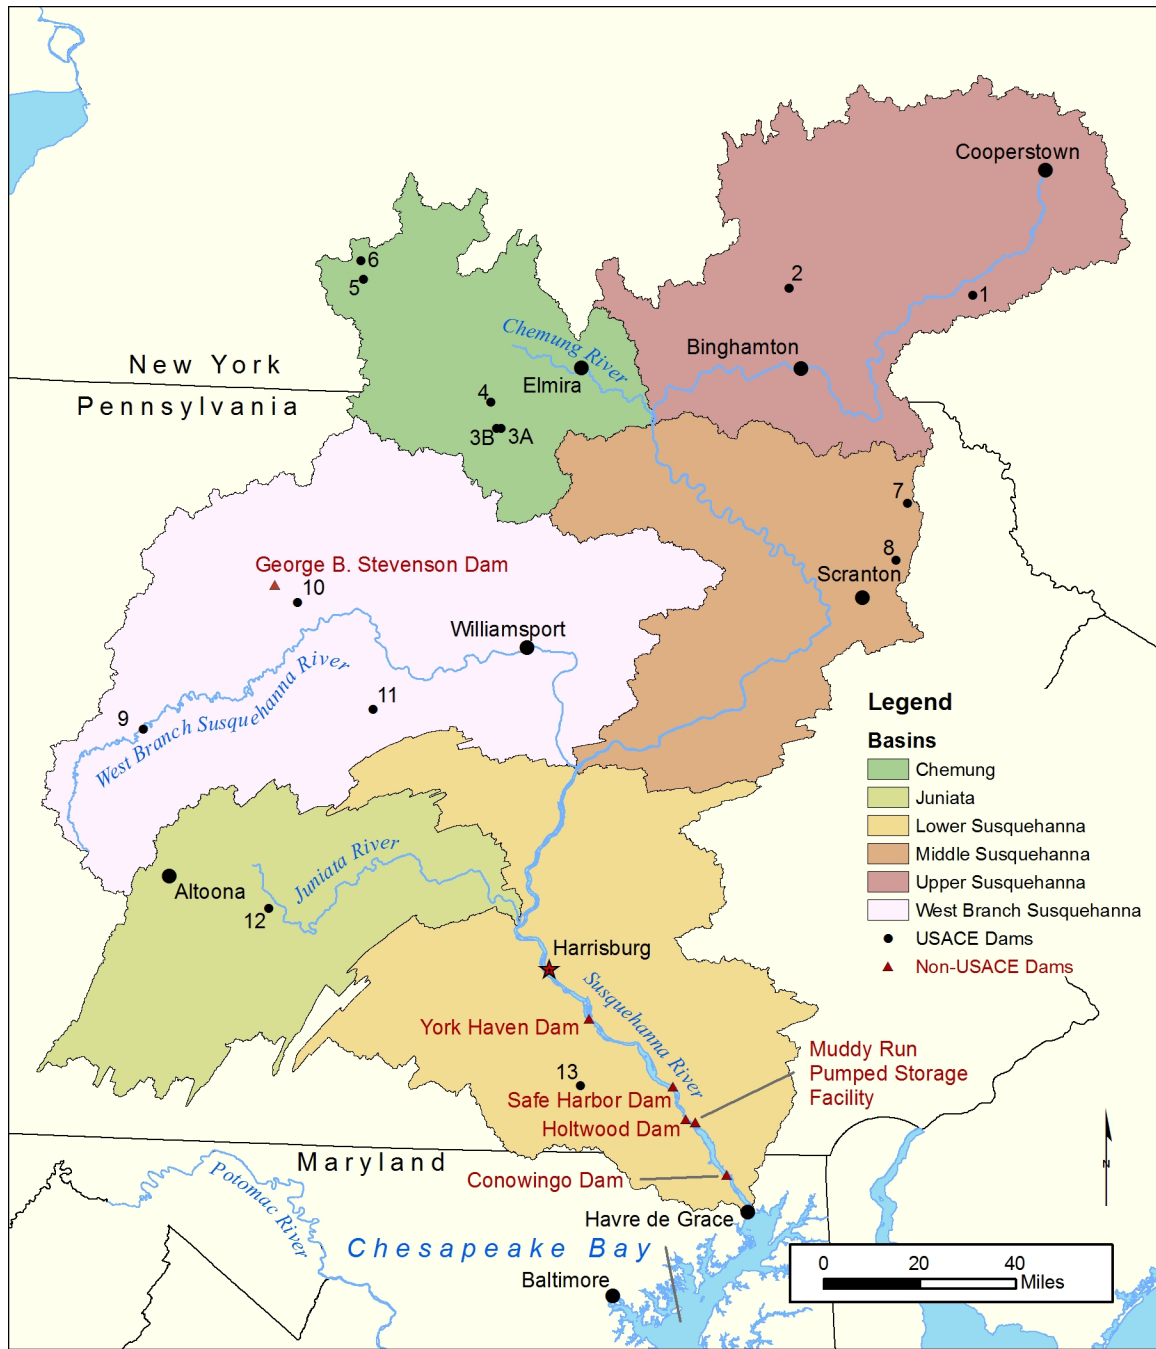 Cooperstown
6
5
2
1
Chemung River
Binghamton
New York
Elmira
Pennsylvania
4
3B
3A
7
8
George B. Stevenson Dam
Scranton
10
Williamsport
West Branch Susquehanna River
11
9
Legend
Basins
Chemung
Juniata
Lower Susquehanna
Middle Susquehanna
Upper Susquehanna
West Branch Susquehanna
USACE Dams
Non-USACE Dams
Juniata River
Altoona
12
Harrisburg
Susquehanna River
York Haven Dam
Muddy Run
Pumped Storage
Facility
13
Safe Harbor Dam
Holtwood Dam
Maryland
Conowingo Dam
Potomac River
Havre de Grace
Chesapeake Bay
Baltimore
N
0
20
40
Miles